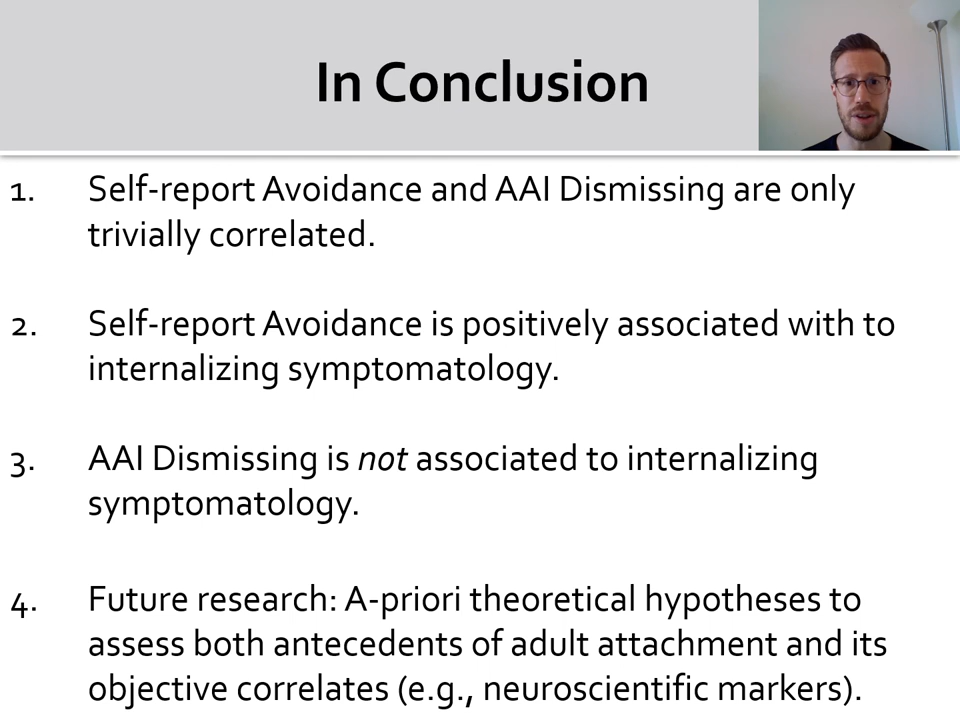 In Conclusion
1. Self-report Avoidance and AAI Dismissing are only
trivially correlated.
2. Self-report Avoidance is positively associated with to
internalizing symptomatology.
3. AAI Dismissing is not associated to internalizing
symptomatology.
4. Future research: A-priori theoretical hypotheses to
assess both antecedents of adult attachment and its
objective correlates (e.g., neuroscientific markers).